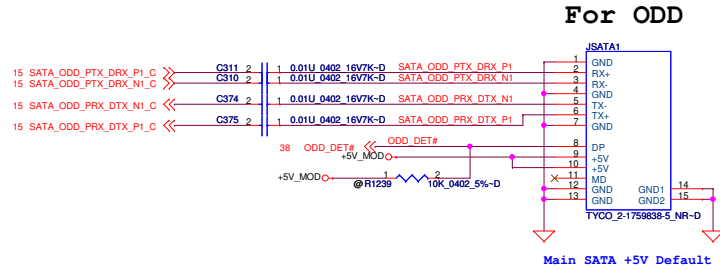 For ODD
JSATA1
15 SATA_ODD_PTX_DRX_P1_C C311 2 1 0.01U_0402_16V7K~D SATA_ODD_PTX_DRX_P1
15 SATA_ODD_PTX_DRX_N1_C C310 2 1 0.01U_0402_16V7K~D SATA_ODD_PTX_DRX_N1
15 SATA_ODD_PRX_DTX_N1_C C374 2 1 0.01U_0402_16V7K~D SATA_ODD_PRX_DTX_N1
15 SATA_ODD_PRX_DTX_P1_C C375 2 1 0.01U_0402_16V7K~D SATA_ODD_PRX_DTX_P1
1 GND
2 RX+
3 RX-
4 GND
5 TX-
6 TX+
7 GND
38 ODD_DET# ODD_DET# 8 DP
+5V_MOD 9 +5V
10 +5V
+5V_MOD 1 2 11 MD
@ R1239 10K_0402_5%~D
12 GND GND1 14
13 GND GND2 15
TYCO_2-1759838-5_NR~D
Main SATA +5V Default